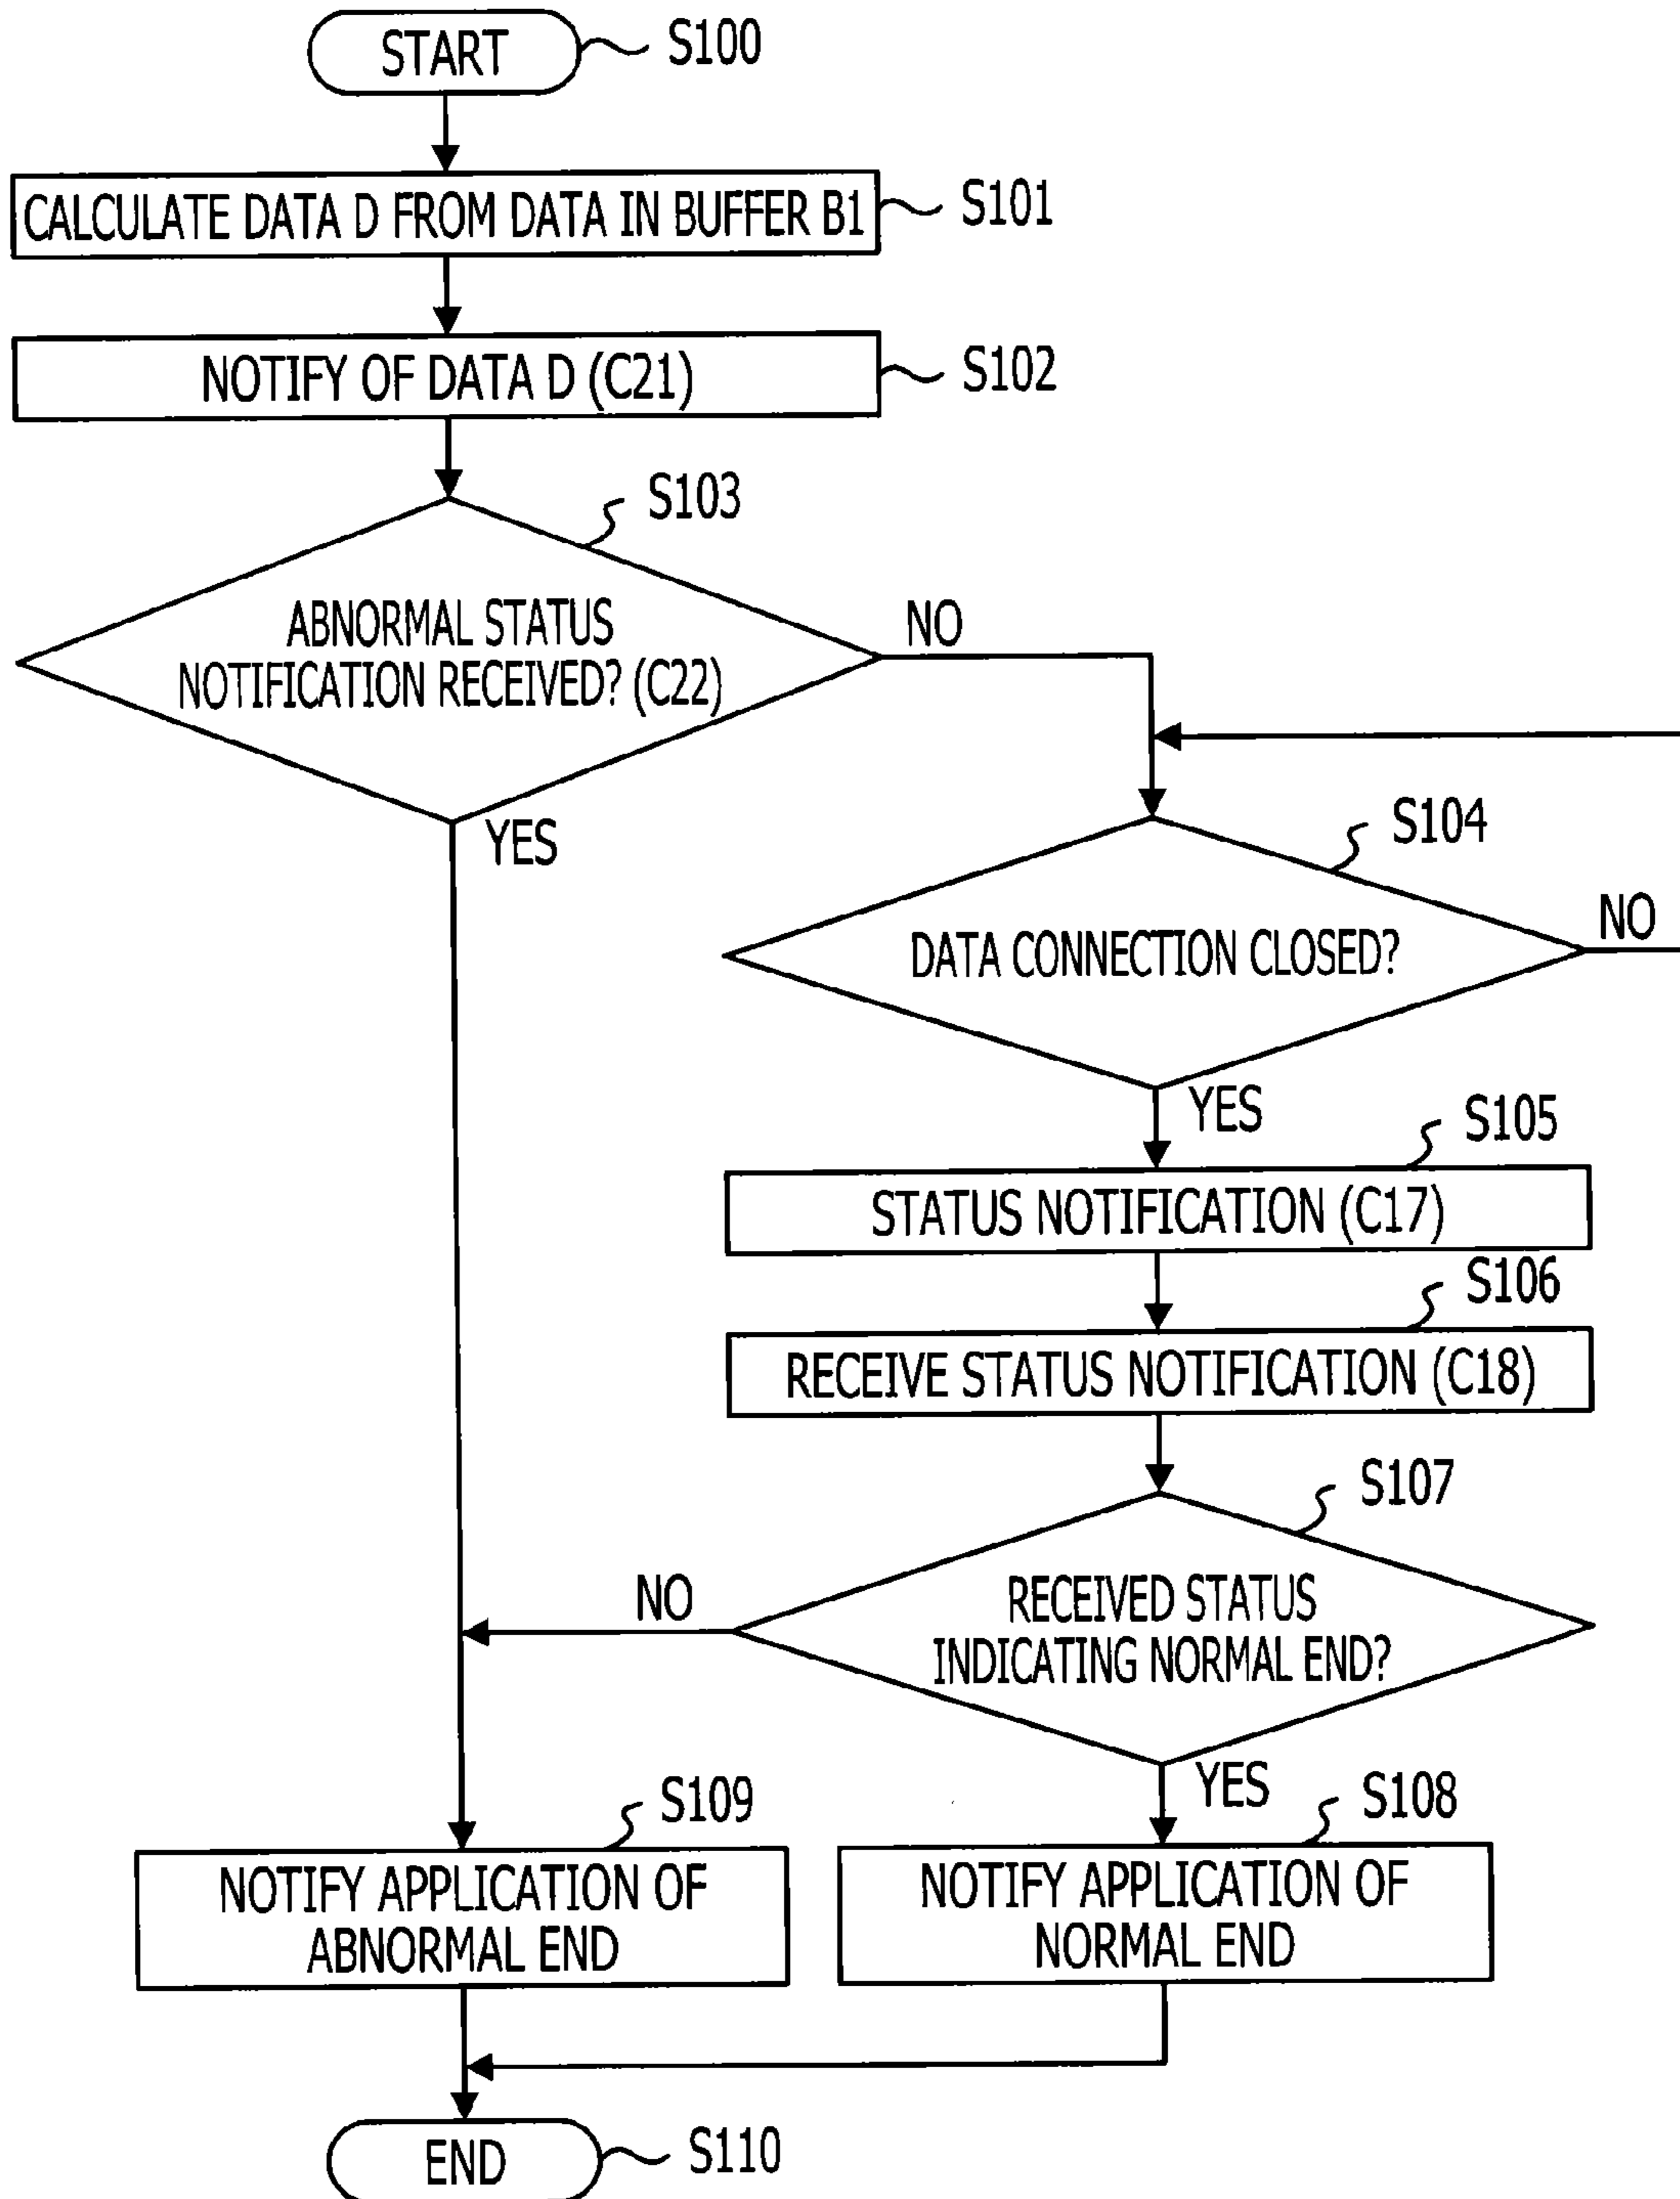 START
S100
CALCULATE DATA D FROM DATA IN BUFFER B1
S101
NOTIFY OF DATA D (C21)
S102
S103
ABNORMAL STATUS
NOTIFICATION RECEIVED? (C22)
NO
YES
S104
DATA CONNECTION CLOSED?
NO
YES
S105
STATUS NOTIFICATION (C17)
S106
RECEIVE STATUS NOTIFICATION (C18)
S107
RECEIVED STATUS
INDICATING NORMAL END?
NO
YES
S109
NOTIFY APPLICATION OF
ABNORMAL END
S108
NOTIFY APPLICATION OF
NORMAL END
END
S110